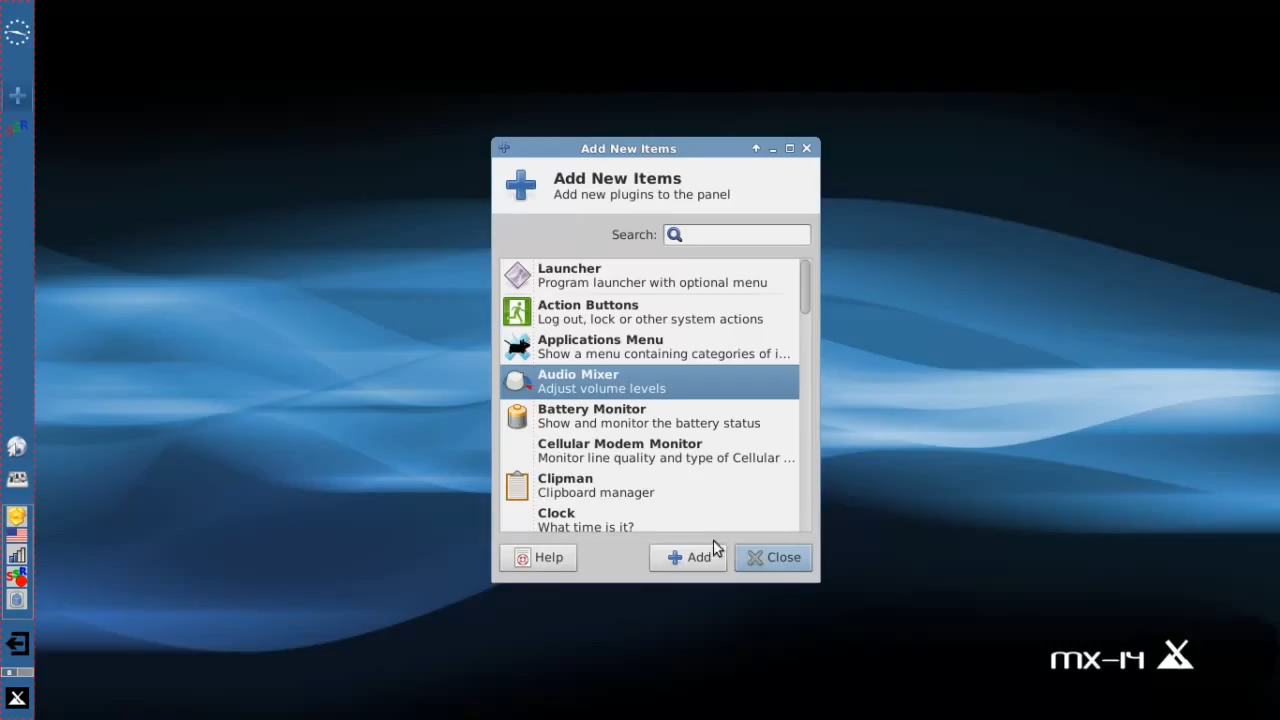 Add New Items
Add New Items
Add new plugins to the panel
Search:
Launcher
Program launcher with optional menu
Action Buttons
Log out, lock or other system actions
Applications Menu
Show a menu containing categories of i...
Audio Mixer
Adjust volume levels
Battery Monitor
Show and monitor the battery status
Cellular Modem Monitor
Monitor line quality and type of Cellular ...
Clipman
Clipboard manager
Clock
What time is it?
Help
Add
Close
SSR
SSR
mx-14